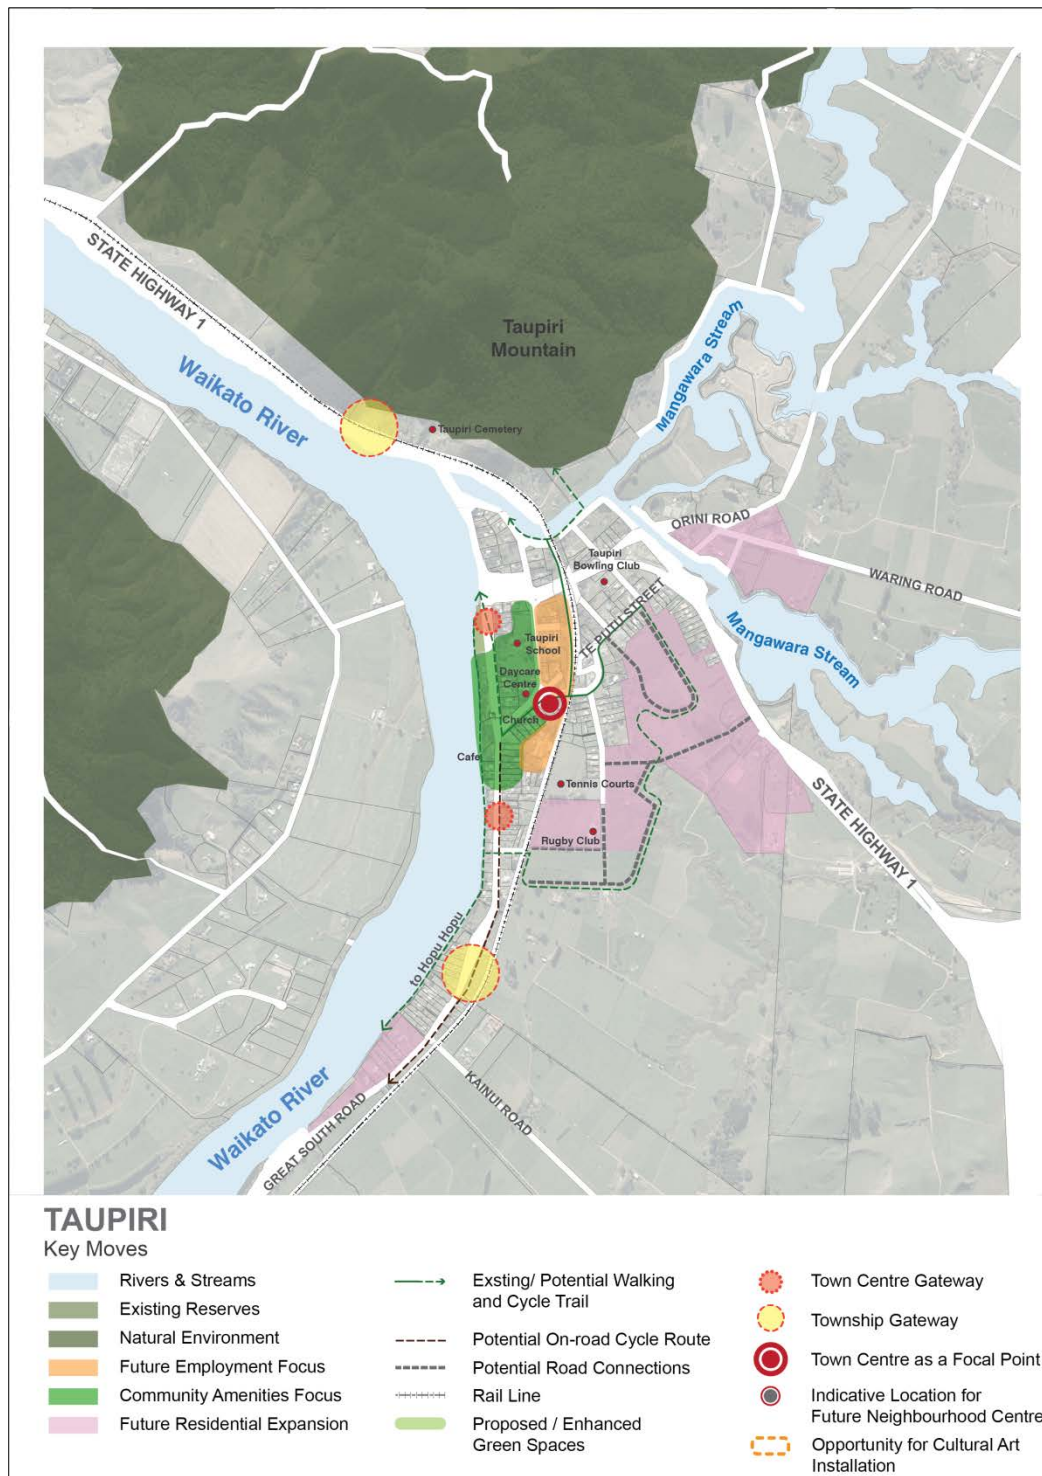 STATE HIGHWAY 1
Waikato River
Taupiri
Mountain
Mangawara Stream
Taupiri Cemetery
ORINI ROAD
WARING ROAD
Taupiri
Bowling Club
TE PUTU STREET
Mangawara Stream
Taupiri
School
Daycare
Centre
Church
Cafe
Tennis Courts
Rugby Club
STATE HIGHWAY 1
to Hopu Hopu
KAINUI ROAD
Waikato River
GREAT SOUTH ROAD
TAUPIRI
Key Moves
Rivers & Streams
Existing Reserves
Natural Environment
Future Employment Focus
Community Amenities Focus
Future Residential Expansion
Exsting/ Potential Walking
and Cycle Trail
Potential On-road Cycle Route
Potential Road Connections
Rail Line
Proposed / Enhanced
Green Spaces
Town Centre Gateway
Township Gateway
Town Centre as a Focal Point
Indicative Location for
Future Neighbourhood Centre
Opportunity for Cultural Art
Installation